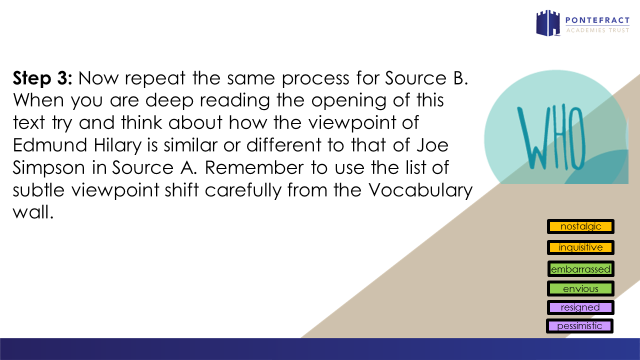 PONTEFRACT
ACADEMIES TRUST
Step 3: Now repeat the same process for Source B.
When you are deep reading the opening of this
text try and think about how the viewpoint of
Edmund Hilary is similar or different to that of Joe
Simpson in Source A. Remember to use the list of
subtle viewpoint shift carefully from the Vocabulary
wall.
WHO
nostalgic
inquisitive
embarrassed
envious
resigned
pessimistic